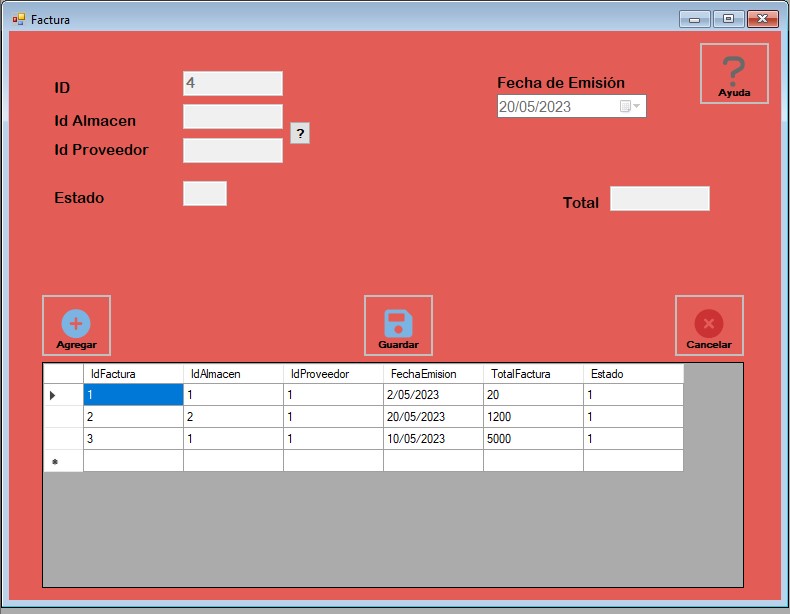 Factura
ID 4
Fecha de Emisión
20/05/2023
? Ayuda
Id Almacen
?
Id Proveedor
Estado
Total
Agregar Guardar Cancelar
IdFactura IdAlmacen IdProveedor FechaEmision TotalFactura Estado
1 1 1 2/05/2023 20 1
2 2 1 20/05/2023 1200 1
3 1 1 10/05/2023 5000 1